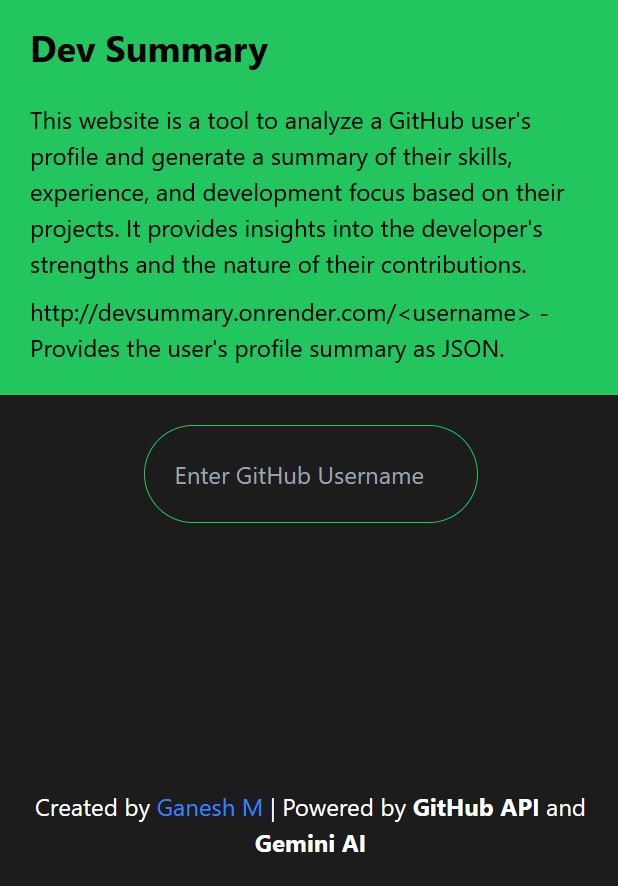 Dev Summary
This website is a tool to analyze a GitHub user's
profile and generate a summary of their skills,
experience, and development focus based on their
projects. It provides insights into the developer's
strengths and the nature of their contributions.
http://devsummary.onrender.com/<username> -
Provides the user's profile summary as JSON.
Enter GitHub Username
Created by Ganesh M | Powered by GitHub API and
Gemini AI